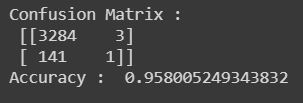 Confusion Matrix :
[[3284 3]
[ 141 1]]
Accuracy : 0.958005249343832